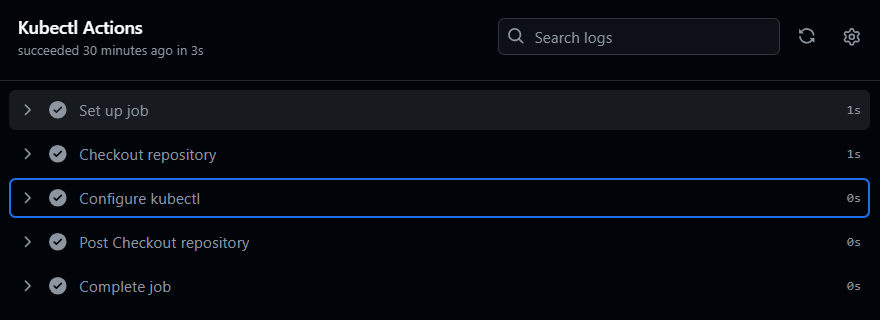 Kubectl Actions
succeeded 30 minutes ago in 3s
Search logs
Set up job 1s
Checkout repository 1s
Configure kubectl 0s
Post Checkout repository 0s
Complete job 0s